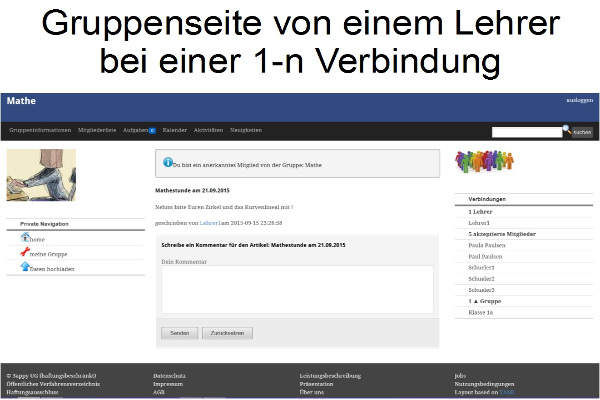 Gruppenseite von einem Lehrer
bei einer 1-n Verbindung
Mathe
ausloggen
Gruppeninformationen Mitgliederliste Aufgaben Kalender Aktivitäten Neuigkeiten
suchen
Du bist ein anerkanntes Mitglied von der Gruppe: Mathe
Mathestunde am 21.09.2015
Nehmt bitte Euren Zirkel und das Kurvenlineal mit !
geschrieben von Lehrer1am 2015-09-15 23:26:58
Schreibe ein Kommentar für den Artikel: Mathestunde am 21.09.2015
Dein Kommentar
Senden Zurücksetzen
Private Navigation
home
meine Gruppe
Daten hochladen
Verbindungen
1 Lehrer
Lehrer1
5 akzeptierte Mitglieder
Paula Paulsen
Paul Paulsen
Schueler1
Schueler2
Schueler3
1 ▲ Gruppe
Klasse 1a
© Sappy UG (haftungsbeschränkt)
Öffentliches Verfahrensverzeichnis
Haftungsausschluss
Datenschutz
Impressum
AGB
Leistungsbeschreibung
Präsentation
Über uns
Jobs
Nutzungsbedingungen
Layout based on YAML